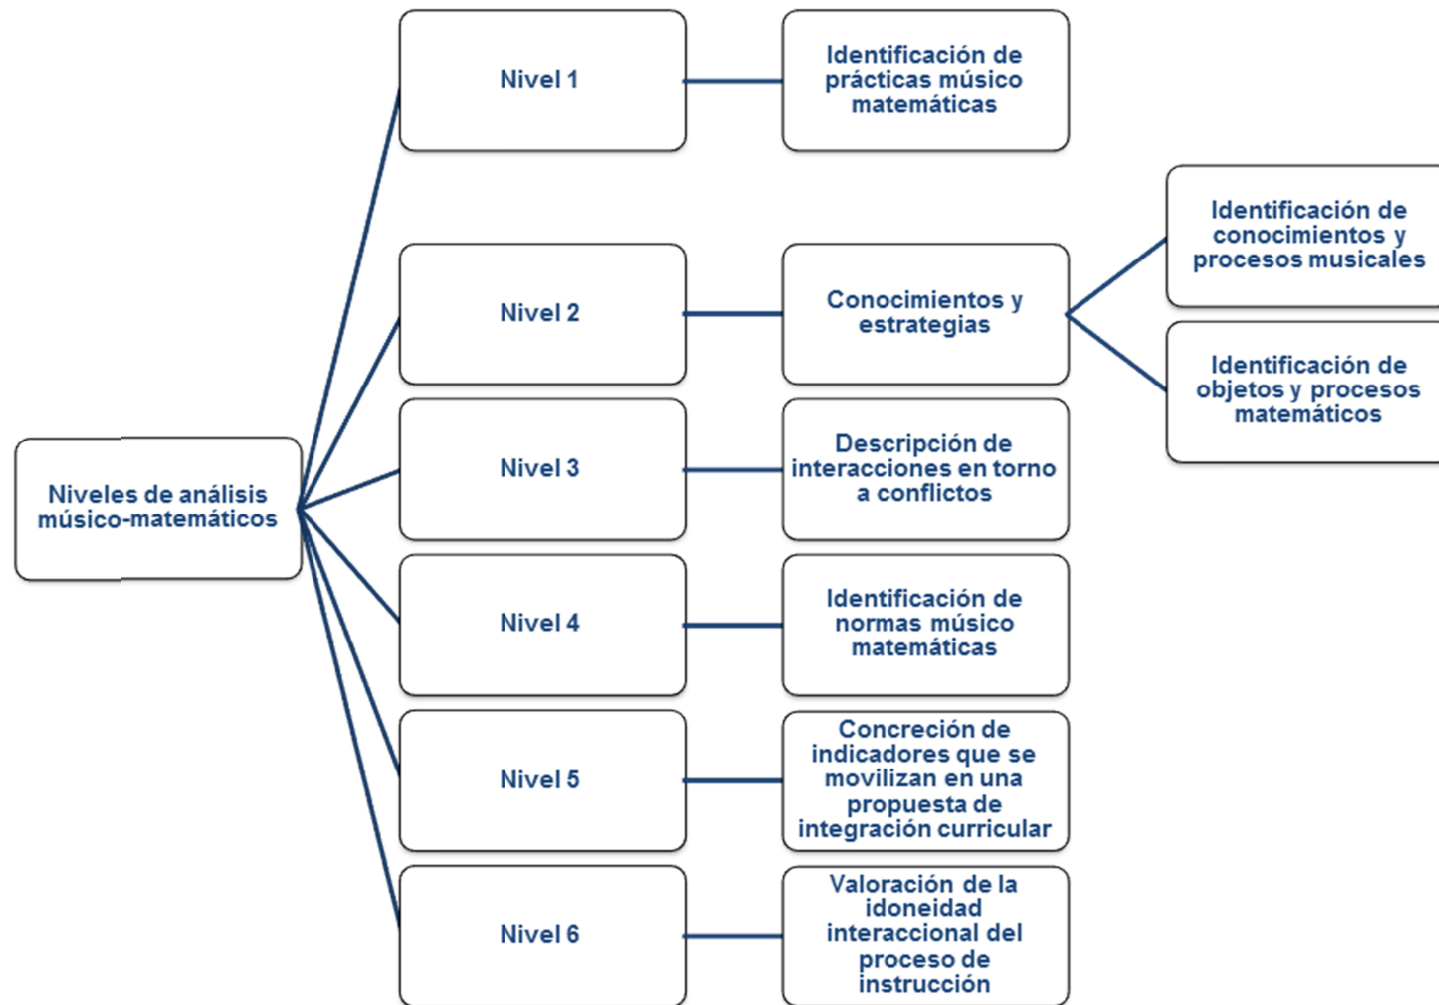 Niveles de análisis
músico-matemáticos
Nivel 1
Identificación de
prácticas músico
matemáticas
Nivel 2
Conocimientos y
estrategias
Identificación de
conocimientos y
procesos musicales
Identificación de
objetos y procesos
matemáticos
Nivel 3
Descripción de
interacciones en torno
a conflictos
Nivel 4
Identificación de
normas músico
matemáticas
Nivel 5
Concreción de
indicadores que se
movilizan en una
propuesta de
integración curricular
Nivel 6
Valoración de la
idoneidad
interaccional del
proceso de
instrucción